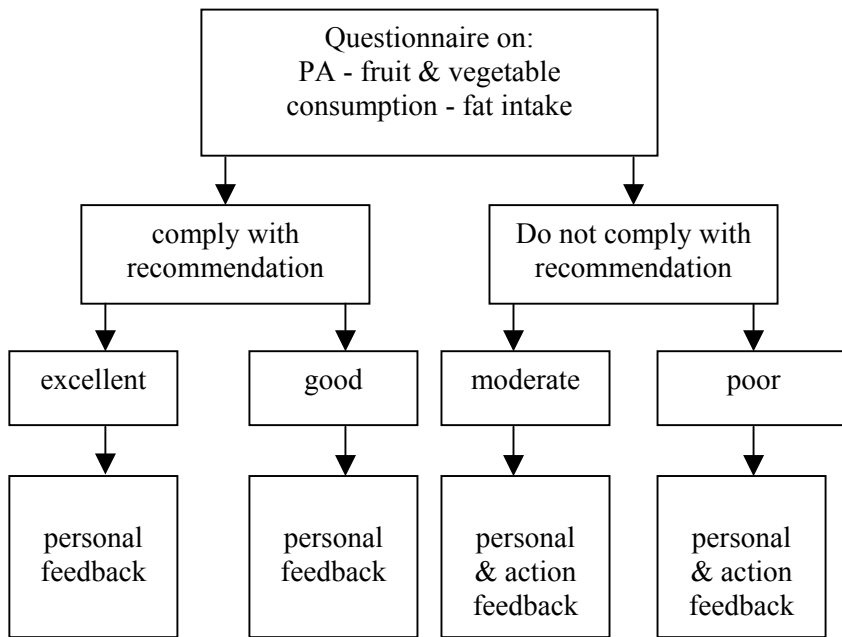 Questionnaire on:
PA - fruit & vegetable
consumption - fat intake
comply with
recommendation
Do not comply with
recommendation
excellent
good
moderate
poor
personal
feedback
personal
feedback
personal
& action
feedback
personal
& action
feedback